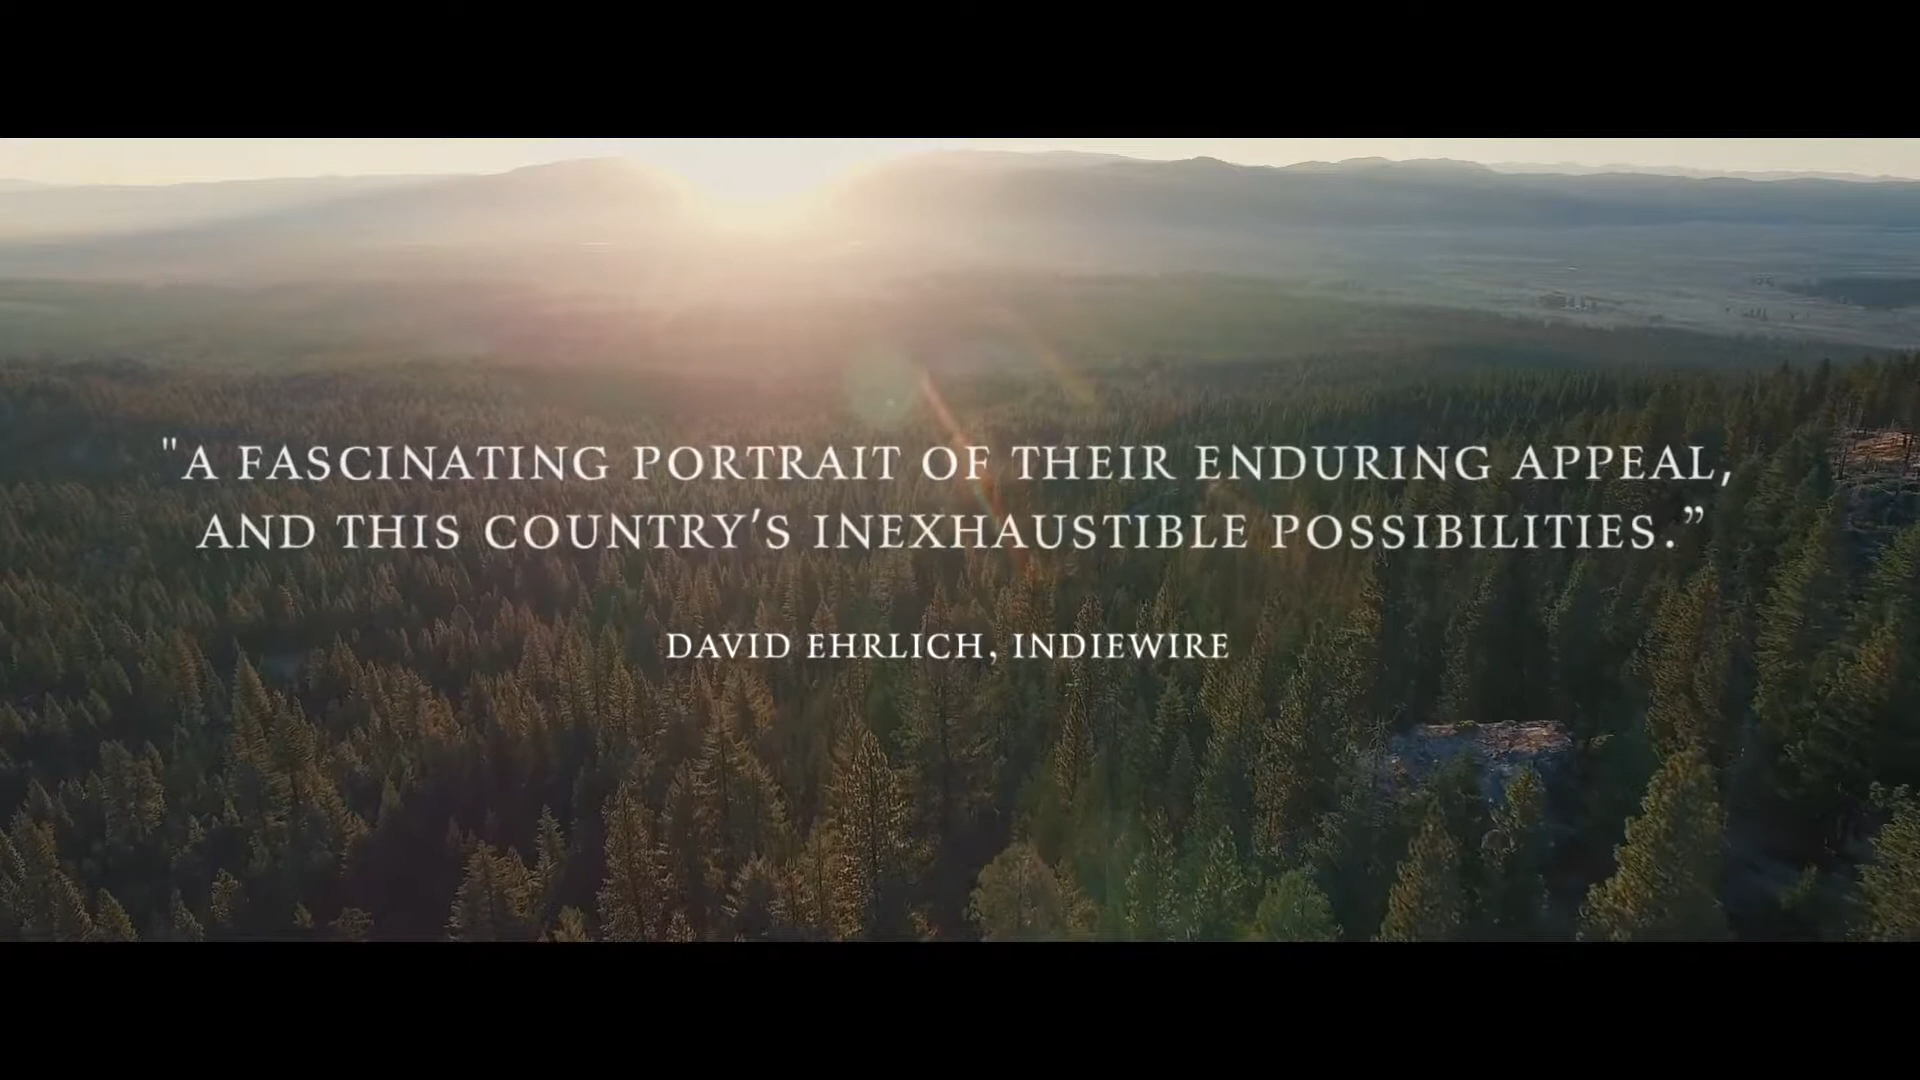 "A FASCINATING PORTRAIT OF THEIR ENDURING APPEAL,
AND THIS COUNTRY’S INEXHAUSTIBLE POSSIBILITIES.”
DAVID EHRLICH, INDIEWIRE